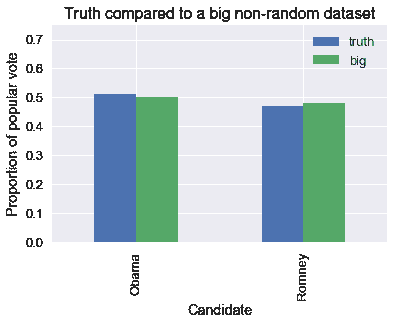 Truth compared to a big non-random dataset
truth
big
Proportion of popular vote
0.7
0.6
0.5
0.4
0.3
0.2
0.1
0.0
Obama
Romney
Candidate